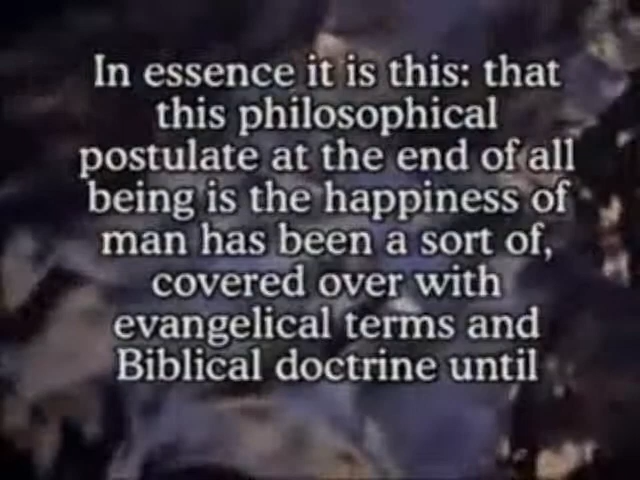 In essence it is this: that
this philosophical
postulate at the end of all
being is the happiness of
man has been a sort of,
covered over with
evangelical terms and
Biblical doctrine until